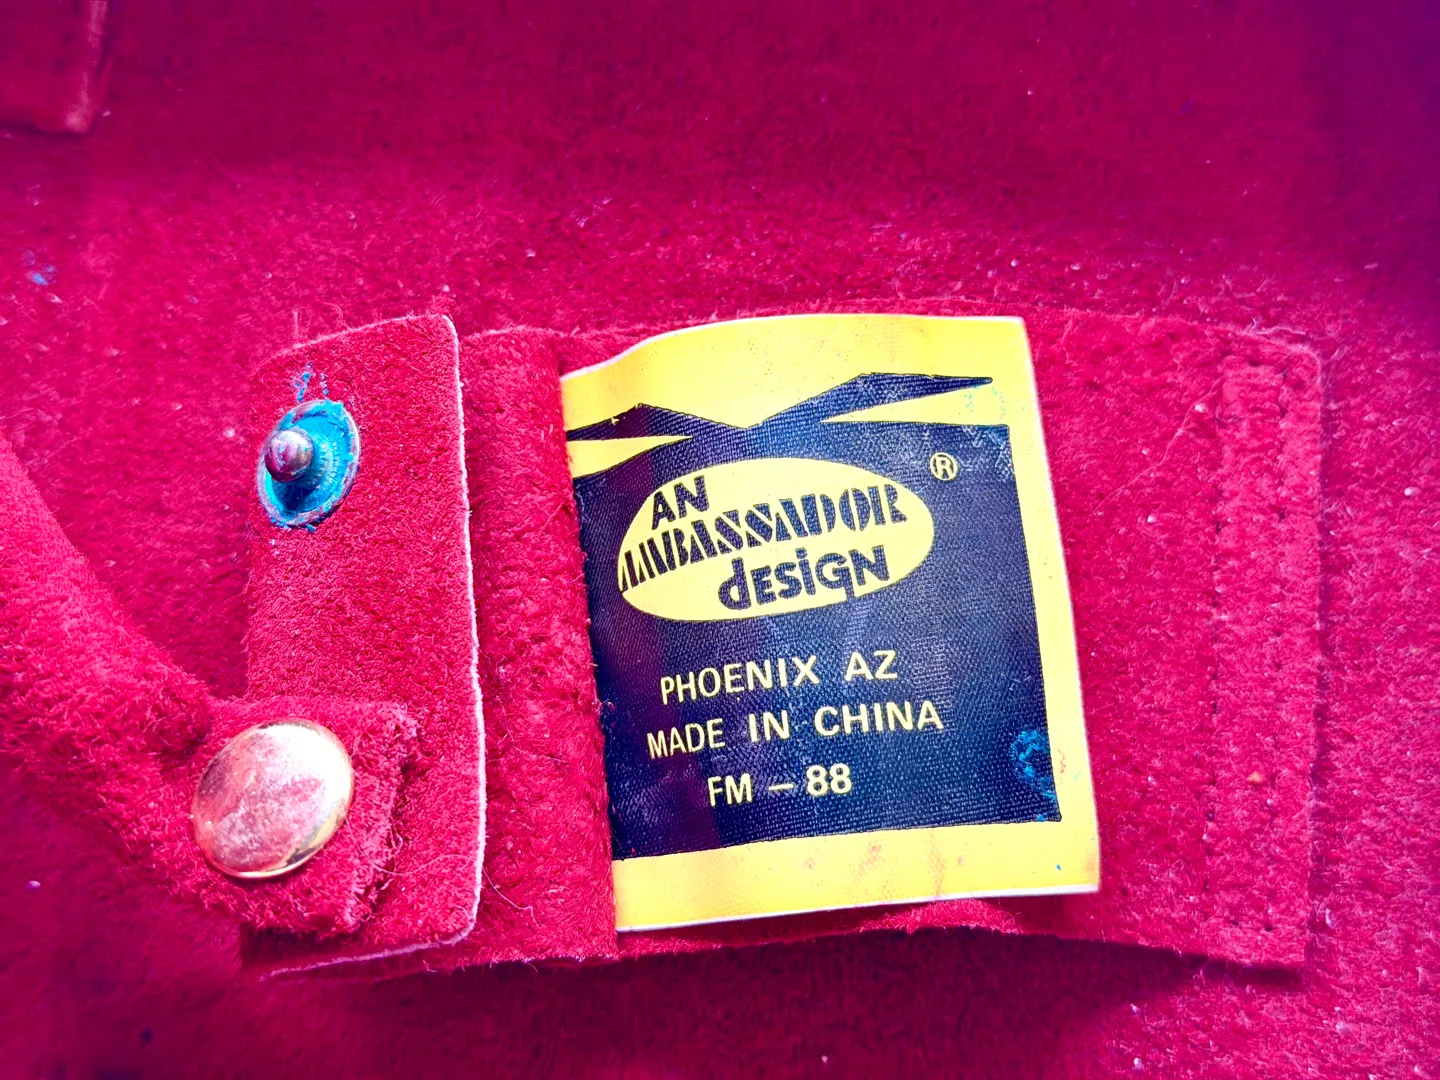 AN
AMBASSADOR
dESiGN
®
PHOENIX AZ
MADE IN CHINA
FM – 88